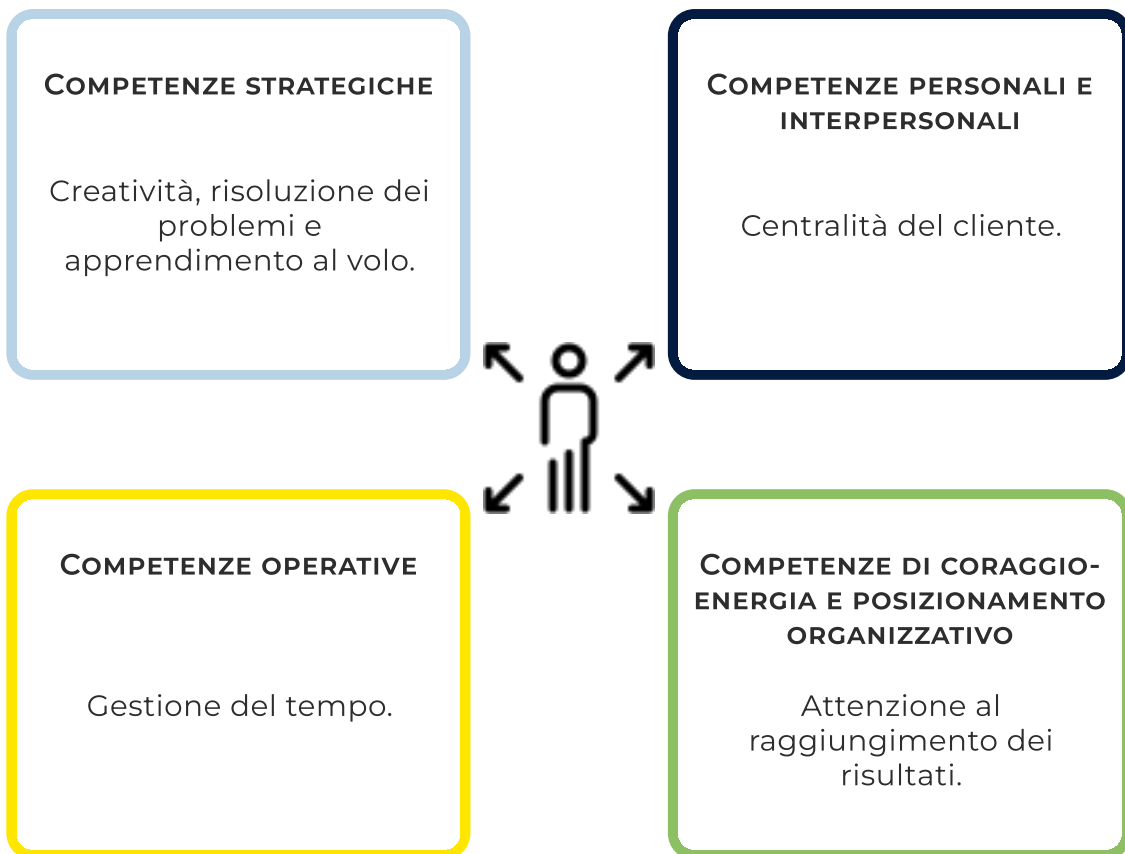 Competenze strategiche
Creatività, risoluzione dei
problemi e
apprendimento al volo.
Competenze personali e
interpersonali
Centralità del cliente.
Competenze operative
Gestione del tempo.
Competenze di coraggio-
energia e posizionamento
organizzativo
Attenzione al
raggiungimento dei
risultati.